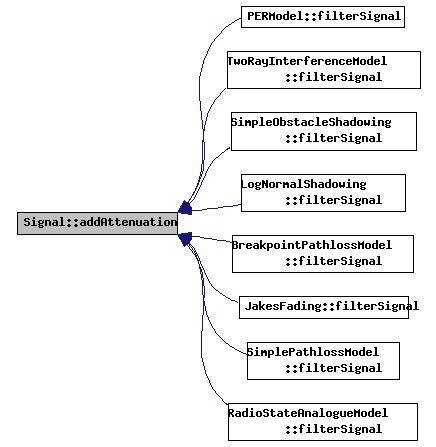 PERModel::filterSignal
TwoRayInterferenceModel
::filterSignal
SimpleObstacleShadowing
::filterSignal
LogNormalShadowing
::filterSignal
Signal::addAttenuation
BreakpointPathlossModel
::filterSignal
JakesFading::filterSignal
SimplePathlossModel
::filterSignal
RadioStateAnalogueModel
::filterSignal